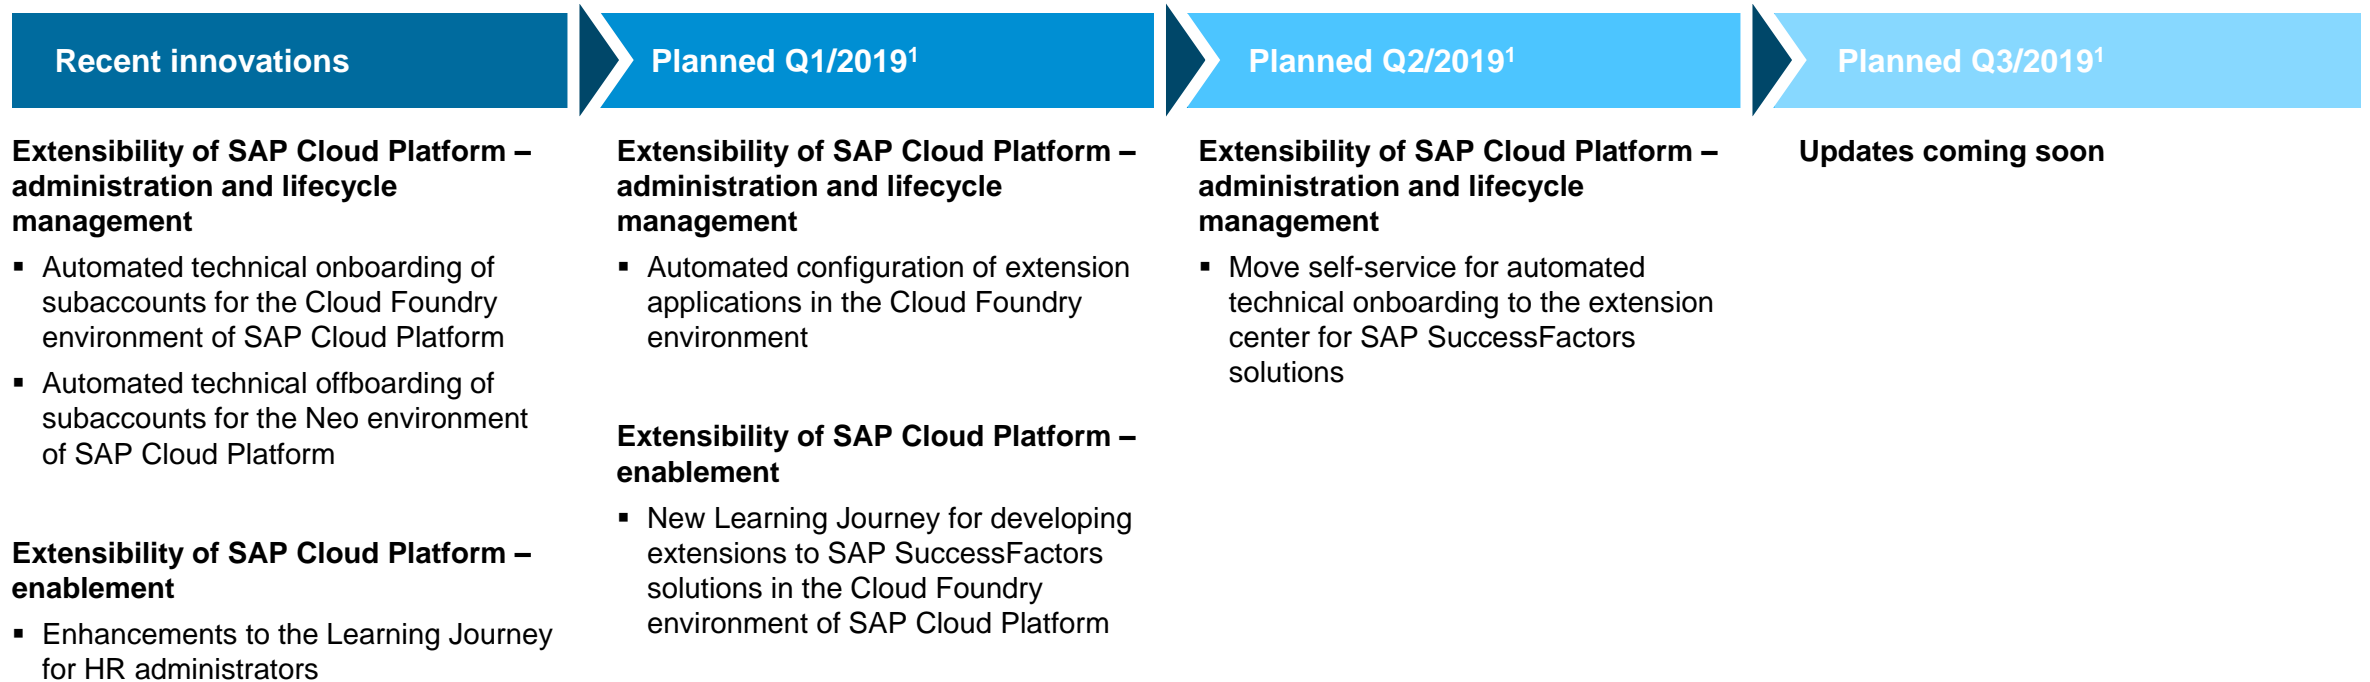 Recent innovations
Planned Q1/2019¹
Planned Q2/2019¹
Planned Q3/2019¹
Extensibility of SAP Cloud Platform –
administration and lifecycle
management
▪ Automated technical onboarding of
subaccounts for the Cloud Foundry
environment of SAP Cloud Platform
▪ Automated technical offboarding of
subaccounts for the Neo environment
of SAP Cloud Platform
Extensibility of SAP Cloud Platform –
enablement
▪ Enhancements to the Learning Journey
for HR administrators
Extensibility of SAP Cloud Platform –
administration and lifecycle
management
▪ Automated configuration of extension
applications in the Cloud Foundry
environment
Extensibility of SAP Cloud Platform –
enablement
▪ New Learning Journey for developing
extensions to SAP SuccessFactors
solutions in the Cloud Foundry
environment of SAP Cloud Platform
Extensibility of SAP Cloud Platform –
administration and lifecycle
management
▪ Move self-service for automated
technical onboarding to the extension
center for SAP SuccessFactors
solutions
Updates coming soon